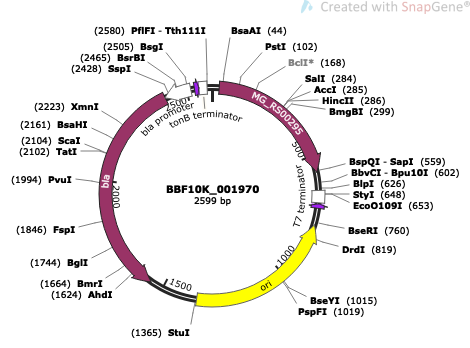 Created with SnapGene®
(2580) PflFI - Tth111I
(2505) BsgI
(2465) BsrBI
(2428) SspI
BsaAI (44)
PstI (102)
BclI* (168)
SalI (284)
AccI (285)
HincII (286)
BmgBI (299)
(2223) XmnI
(2161) BsaHI
(2104) ScaI
(2102) TatI
(1994) PvuI
(1846) FspI
(1744) BglI
(1664) BmrI
(1624) AhdI
(1365) StuI
BspQI - SapI (559)
BbvCI - Bpu10I (602)
BlpI (626)
StyI (648)
EcoO109I (653)
BseRI (760)
DrdI (819)
BseYI (1015)
PspFI (1019)
2500
bla promoter
tonB terminator
MG_RS00295
500
T7 terminator
1000
ori
1500
2000
bla
BBF10K_001970
2599 bp